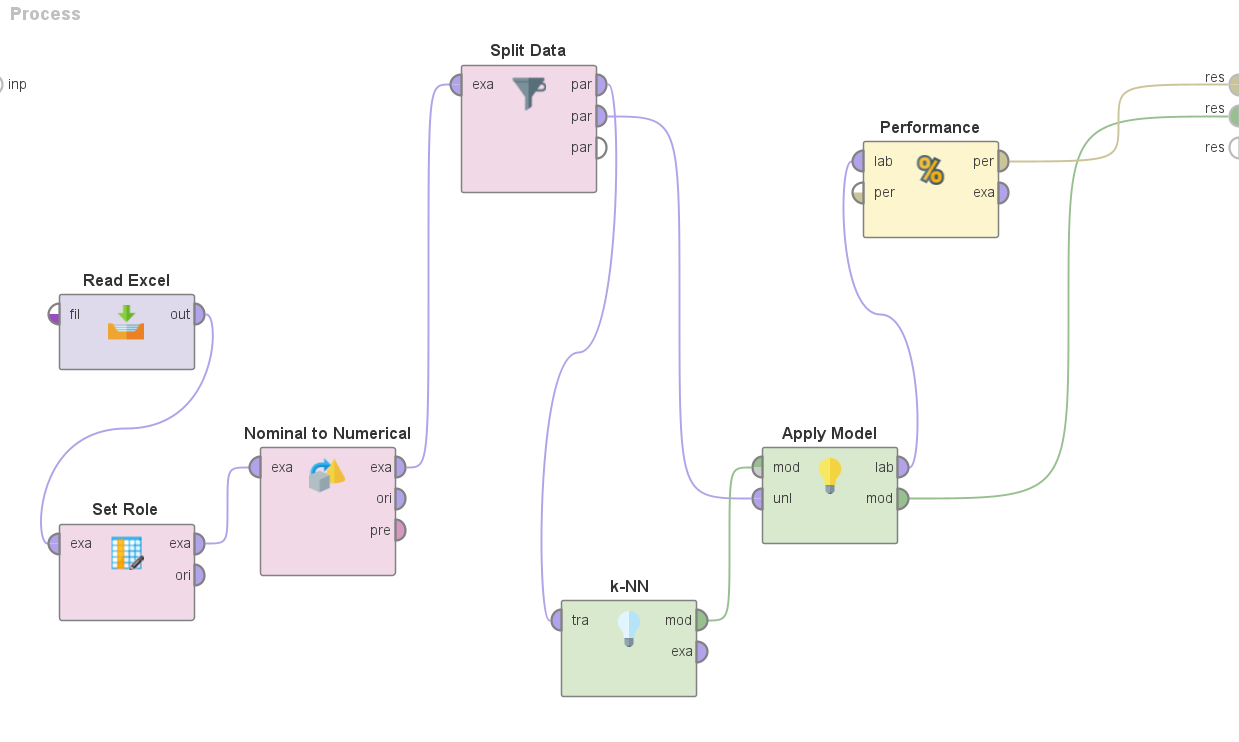 Process
inp
Split Data
exa par
par
par
res
res
res
Performance
lab per
per exa
Read Excel
fil out
Nominal to Numerical
exa exa
ori
pre
Apply Model
mod lab
unl mod
Set Role
exa exa
ori
k-NN
tra mod
exa